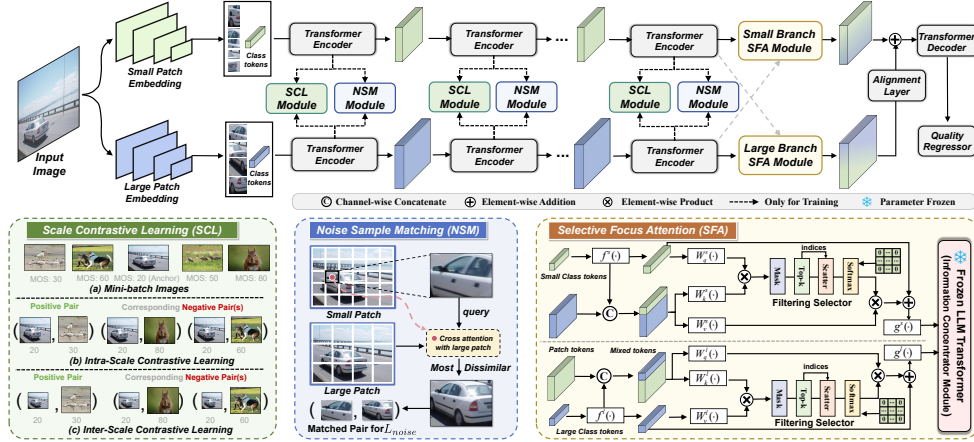 Small Patch
Embedding
Class
tokens
Transformer
Encoder
Transformer
Encoder
...
Transformer
Encoder
Small Branch
SFA Module
Transformer
Decoder
SCL
Module
NSM
Module
SCL
Module
NSM
Module
SCL
Module
NSM
Module
Alignment
Layer
Input
Image
Large Patch
Embedding
Class
tokens
Transformer
Encoder
Transformer
Encoder
...
Transformer
Encoder
Large Branch
SFA Module
Quality
Regressor
C Channel-wise Concatenate
Element-wise Addition
Element-wise Product
Only for Training
Parameter Frozen
Scale Contrastive Learning (SCL)
MOS: 30 MOS: 60 MOS: 20 (Anchor) MOS: 50 MOS: 80
(a) Mini-batch Images
Positive Pair Corresponding Negative Pair(s)
( , ) ( , ) ( , )
20 30 20 80 20 60
(b) Intra-Scale Contrastive Learning
Positive Pair Corresponding Negative Pair(s)
( , ) ( , ) ( , )
20 30 20 80 20 60
(c) Inter-Scale Contrastive Learning
Noise Sample Matching (NSM)
Small Patch
query
Cross attention
with large patch
Large Patch
Most Dissimilar
( , )
Matched Pair for L_noise
Selective Focus Attention (SFA)
Small Class tokens
f^s(·)
C
W_q^s(·)
W_k^s(·)
W_v^s(·)
Mask
Top-k
indices
Scatter
Softmax
Filtering Selector
g^s(·)
Patch tokens
Mixed tokens
C
Large Class tokens
f^l(·)
Mask
Top-k
indices
Scatter
Softmax
Filtering Selector
g^l(·)
Frozen LLM Transformer
(Information Concentrator Module)